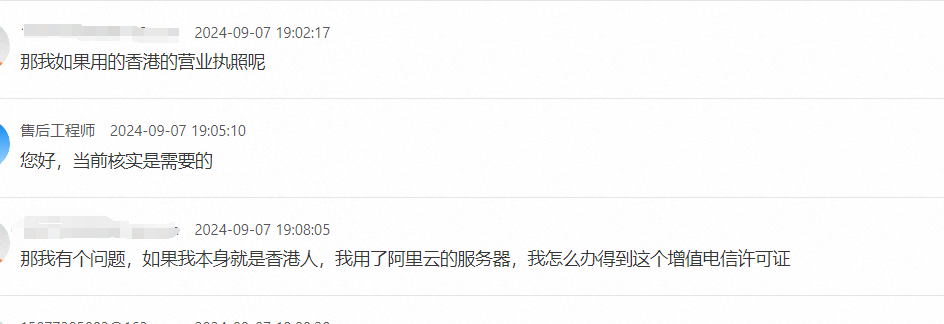 2024-09-07 19:02:17
那我如果用的香港的营业执照呢
售后工程师 2024-09-07 19:05:10
您好，当前核实是需要的
2024-09-07 19:08:05
那我有个问题，如果我本身就是香港人，我用了阿里云的服务器，我怎么办得到这个增值电信许可证